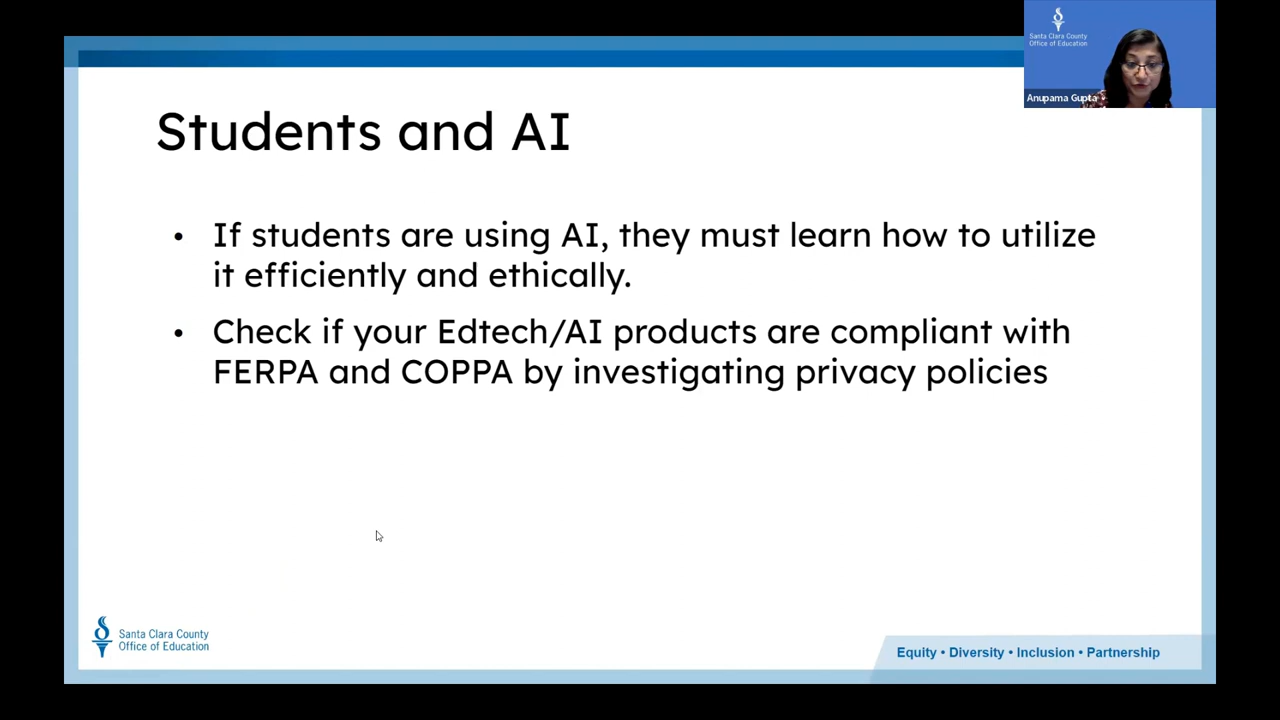 Santa Clara County
Office of Education
Anupama Gupta
Students and AI
• If students are using AI, they must learn how to utilize
it efficiently and ethically.
• Check if your Edtech/AI products are compliant with
FERPA and COPPA by investigating privacy policies
Santa Clara County
Office of Education
Equity • Diversity • Inclusion • Partnership